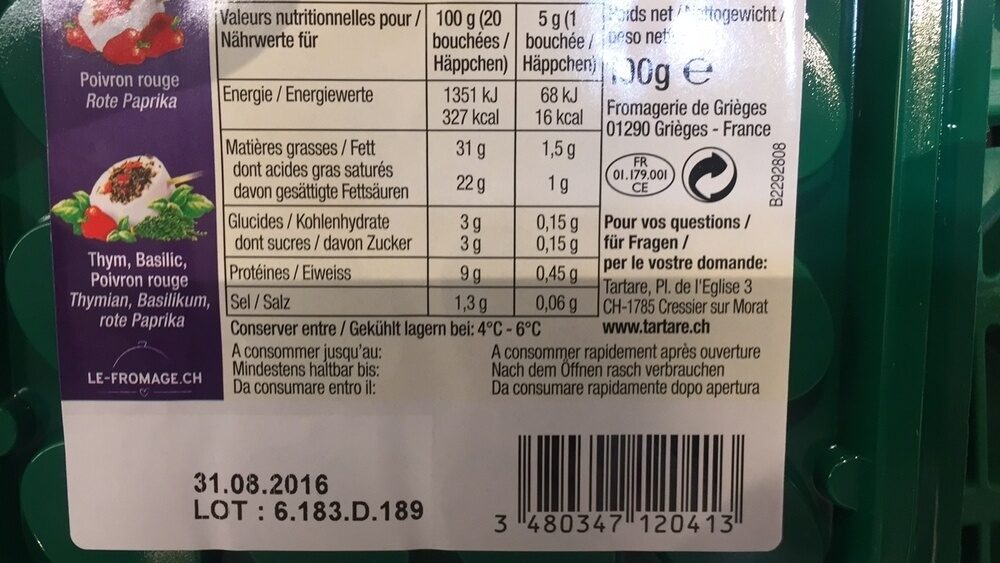 Poivron rouge
Rote Paprika
Thym, Basilic,
Poivron rouge
Thymian, Basilikum,
rote Paprika
LE-FROMAGE.CH
Valeurs nutritionnelles pour / 100 g (20 5 g (1
Nährwerte für bouchées / bouchée /
Häppchen) Häppchen)
Energie / Energiewerte 1351 kJ 68 kJ
327 kcal 16 kcal
Matières grasses / Fett 31 g 1,5 g
dont acides gras saturés
davon gesättigte Fettsäuren 22 g 1 g
Glucides / Kohlenhydrate 3 g 0,15 g
dont sucres / davon Zucker 3 g 0,15 g
Protéines / Eiweiss 9 g 0,45 g
Sel / Salz 1,3 g 0,06 g
Conserver entre / Gekühlt lagern bei: 4°C - 6°C
A consommer jusqu'au:
Mindestens haltbar bis:
Da consumare entro il:
A consommer rapidement après ouverture
Nach dem Öffnen rasch verbrauchen
Da consumare rapidamente dopo apertura
net /
peso
e
Fromagerie de Grièges
01290 Grièges - France
FR
01.179.001
CE
B2292808
Pour vos questions /
für Fragen /
per le vostre domande:
Tartare, Pl. de l'Eglise 3
CH-1785 Cressier sur Morat
www.tartare.ch
31.08.2016
LOT : 6.183.D.189
3 480347 120413